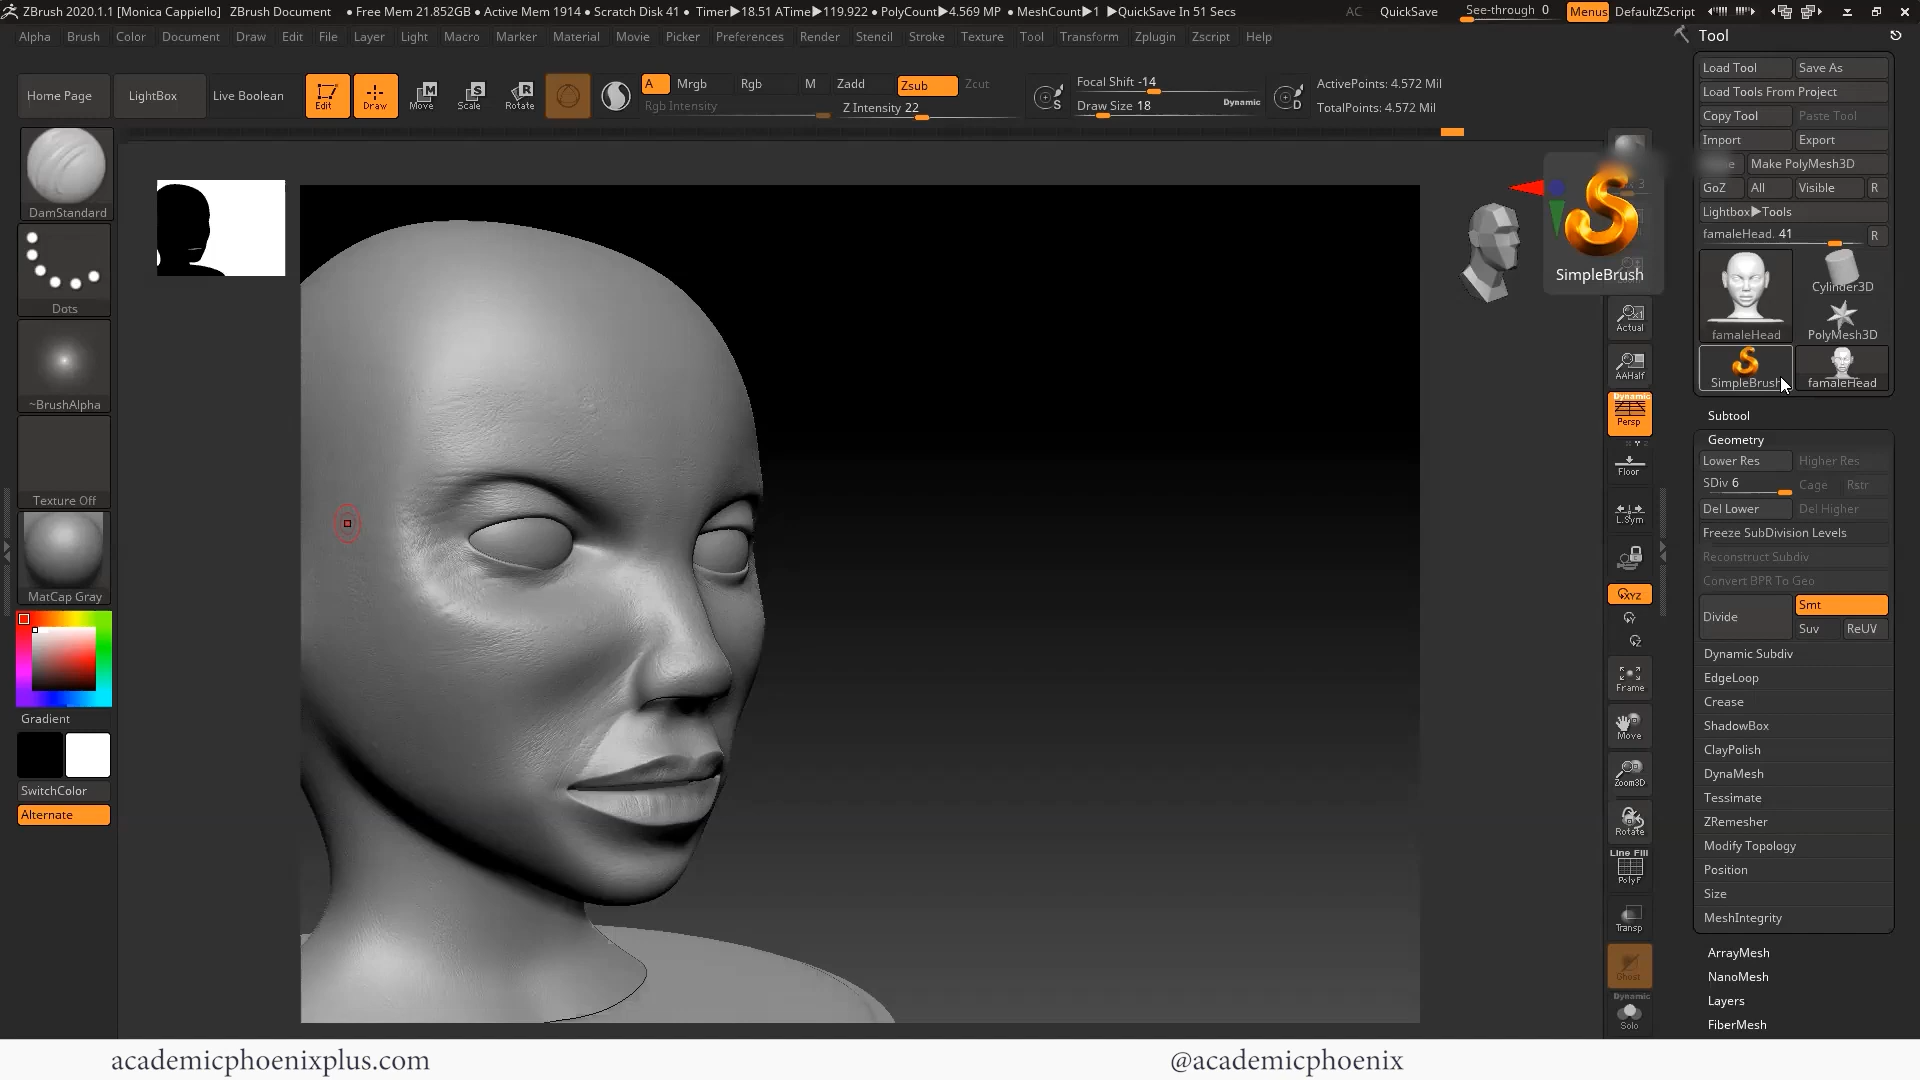 ZBrush 2020.1.1 [Monica Cappiello] ZBrush Document • Free Mem 21.852GB • Active Mem 1914 • Scratch Disk 41 • Timer▶18.51 ATime▶119.922 • PolyCount▶4.569 MP • MeshCount▶1 ▶QuickSave In 51 Secs AC QuickSave See-through 0 Menus DefaultZScript
Alpha Brush Color Document Draw Edit File Layer Light Macro Marker Material Movie Picker Preferences Render Stencil Stroke Texture Tool Transform Zplugin Zscript Help
Home Page LightBox Live Boolean Edit Draw Move Scale Rotate
A Mrgb Rgb M Zadd Zsub Zcut
Rgb Intensity Z Intensity 22
Focal Shift -14
Draw Size 18 Dynamic
ActivePoints: 4.572 Mil
TotalPoints: 4.572 Mil
DamStandard
Dots
~BrushAlpha
Texture Off
MatCap Gray
Gradient
SwitchColor
Alternate
SimpleBrush
Actual
AAHalf
Dynamic
Persp
Floor
L.Sym
XYZ
Frame
Move
Zoom3D
Rotate
Line Fill
PolyF
Transp
Ghost
Dynamic
Solo
Tool
Load Tool Save As
Load Tools From Project
Copy Tool Paste Tool
Import Export
Make PolyMesh3D
GoZ All Visible R
Lightbox▶Tools
famaleHead. 41 R
famaleHead Cylinder3D
PolyMesh3D
SimpleBrush famaleHead
Subtool
Geometry
Lower Res Higher Res
SDiv 6 Cage Rstr
Del Lower Del Higher
Freeze SubDivision Levels
Reconstruct Subdiv
Convert BPR To Geo
Divide Smt
Suv ReUV
Dynamic Subdiv
EdgeLoop
Crease
ShadowBox
ClayPolish
DynaMesh
Tessimate
ZRemesher
Modify Topology
Position
Size
MeshIntegrity
ArrayMesh
NanoMesh
Layers
FiberMesh
academicphoenixplus.com @academicphoenix